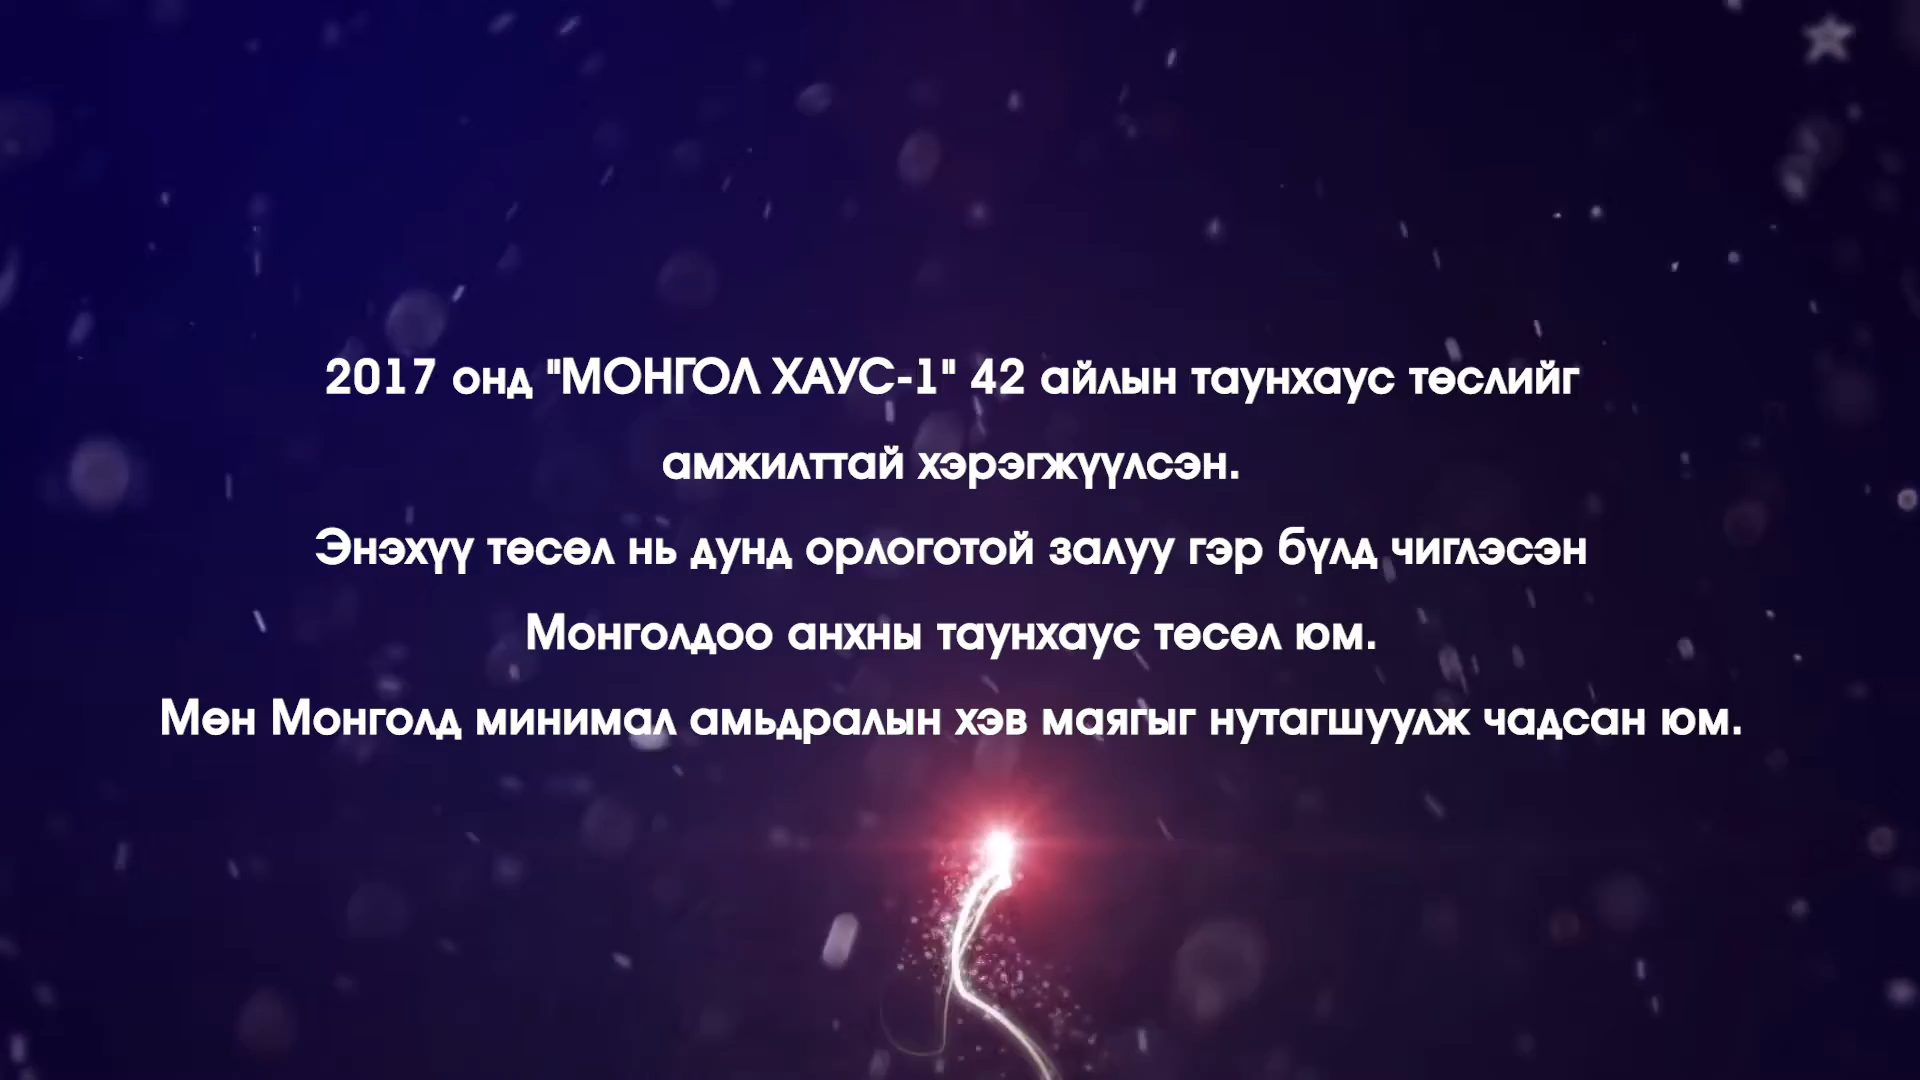 2017 онд "МОНГОЛ ХАУС-1" 42 айлын таунхаус төслийг
амжилттай хэрэгжүүлсэн.
Энэхүү төсөл нь дунд орлоготой залуу гэр бүлд чиглэсэн
Монголдоо анхны таунхаус төсөл юм.
Мөн Монголд минимал амьдралын хэв маягыг нутагшуулж чадсан юм.